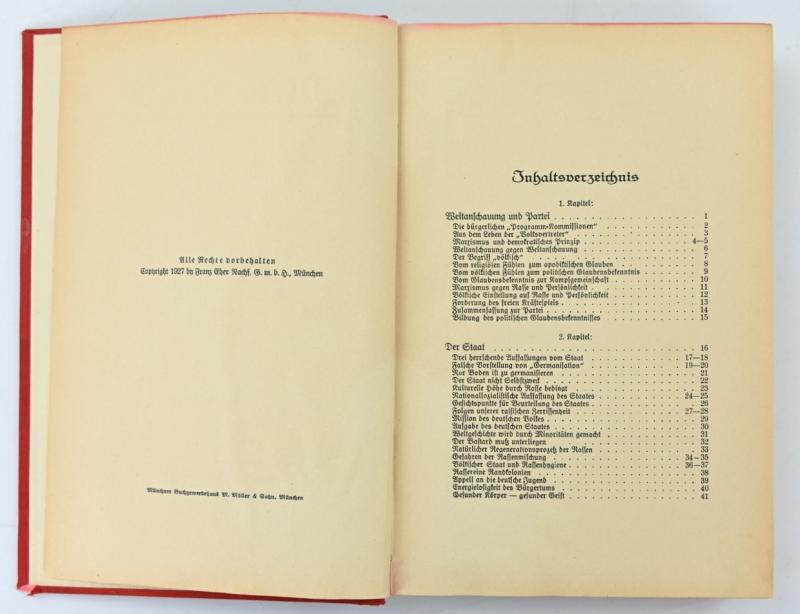 Alle Rechte vorbehalten
Copyright 1927 by Franz Eher Nachf. G. m. b. H., München
Münchner Buchgewerbehaus M. Müller & Sohn, München
Inhaltsverzeichnis
1. Kapitel:
Weltanschauung und Partei . . . . . . . . . . . . . . . . 1
Die bürgerlichen „Programm-Kommissionen“ . . . . . . . . . . 2
Aus dem Leben der „Volksvertreter“ . . . . . . . . . . . . 3
Marxismus und demokratisches Prinzip . . . . . . . . . . . 4—5
Weltanschauung gegen Weltanschauung . . . . . . . . . . . 6
Der Begriff „völkisch“ . . . . . . . . . . . . . . . . 7
Vom religiösen Fühlen zum apodiktischen Glauben . . . . . . . 8
Vom völkischen Fühlen zum politischen Glaubensbekenntnis . . . . 9
Vom Glaubensbekenntnis zur Kampfgemeinschaft . . . . . . . . 10
Marxismus gegen Rasse und Persönlichkeit . . . . . . . . . . 11
Völkische Einstellung auf Rasse und Persönlichkeit . . . . . . . 12
Forderung des freien Kräftespiels . . . . . . . . . . . . 13
Zusammenfassung zur Partei . . . . . . . . . . . . . . 14
Bildung des politischen Glaubensbekenntnisses . . . . . . . . 15
2. Kapitel:
Der Staat . . . . . . . . . . . . . . . . . . . . 16
Drei herrschende Auffassungen vom Staat . . . . . . . . . . 17—18
Falsche Vorstellung von „Germanisation“ . . . . . . . . . . 19—20
Nur Boden ist zu germanisieren . . . . . . . . . . . . . 21
Der Staat nicht Selbstzweck . . . . . . . . . . . . . . 22
Kulturelle Höhe durch Rasse bedingt . . . . . . . . . . . 23
Nationalsozialistische Auffassung des Staates . . . . . . . . . 24—25
Gesichtspunkte für Beurteilung des Staates . . . . . . . . . . 26
Folgen unserer rassischen Zerrissenheit . . . . . . . . . . . 27—28
Mission des deutschen Volkes . . . . . . . . . . . . . . 29
Aufgabe des deutschen Staates . . . . . . . . . . . . . 30
Weltgeschichte wird durch Minoritäten gemacht . . . . . . . . 31
Der Bastard muß unterliegen . . . . . . . . . . . . . . 32
Natürlicher Regenerationsprozeß der Rassen . . . . . . . . . 33
Gefahren der Rassenmischung . . . . . . . . . . . . . . 34—35
Völkischer Staat und Rassenhygiene . . . . . . . . . . . . 36—37
Rassereine Randkolonien . . . . . . . . . . . . . . . 38
Appell an die deutsche Jugend . . . . . . . . . . . . . 39
Energielosigkeit des Bürgertums . . . . . . . . . . . . . 40
Gesunder Körper — gesunder Geist . . . . . . . . . . . . 41